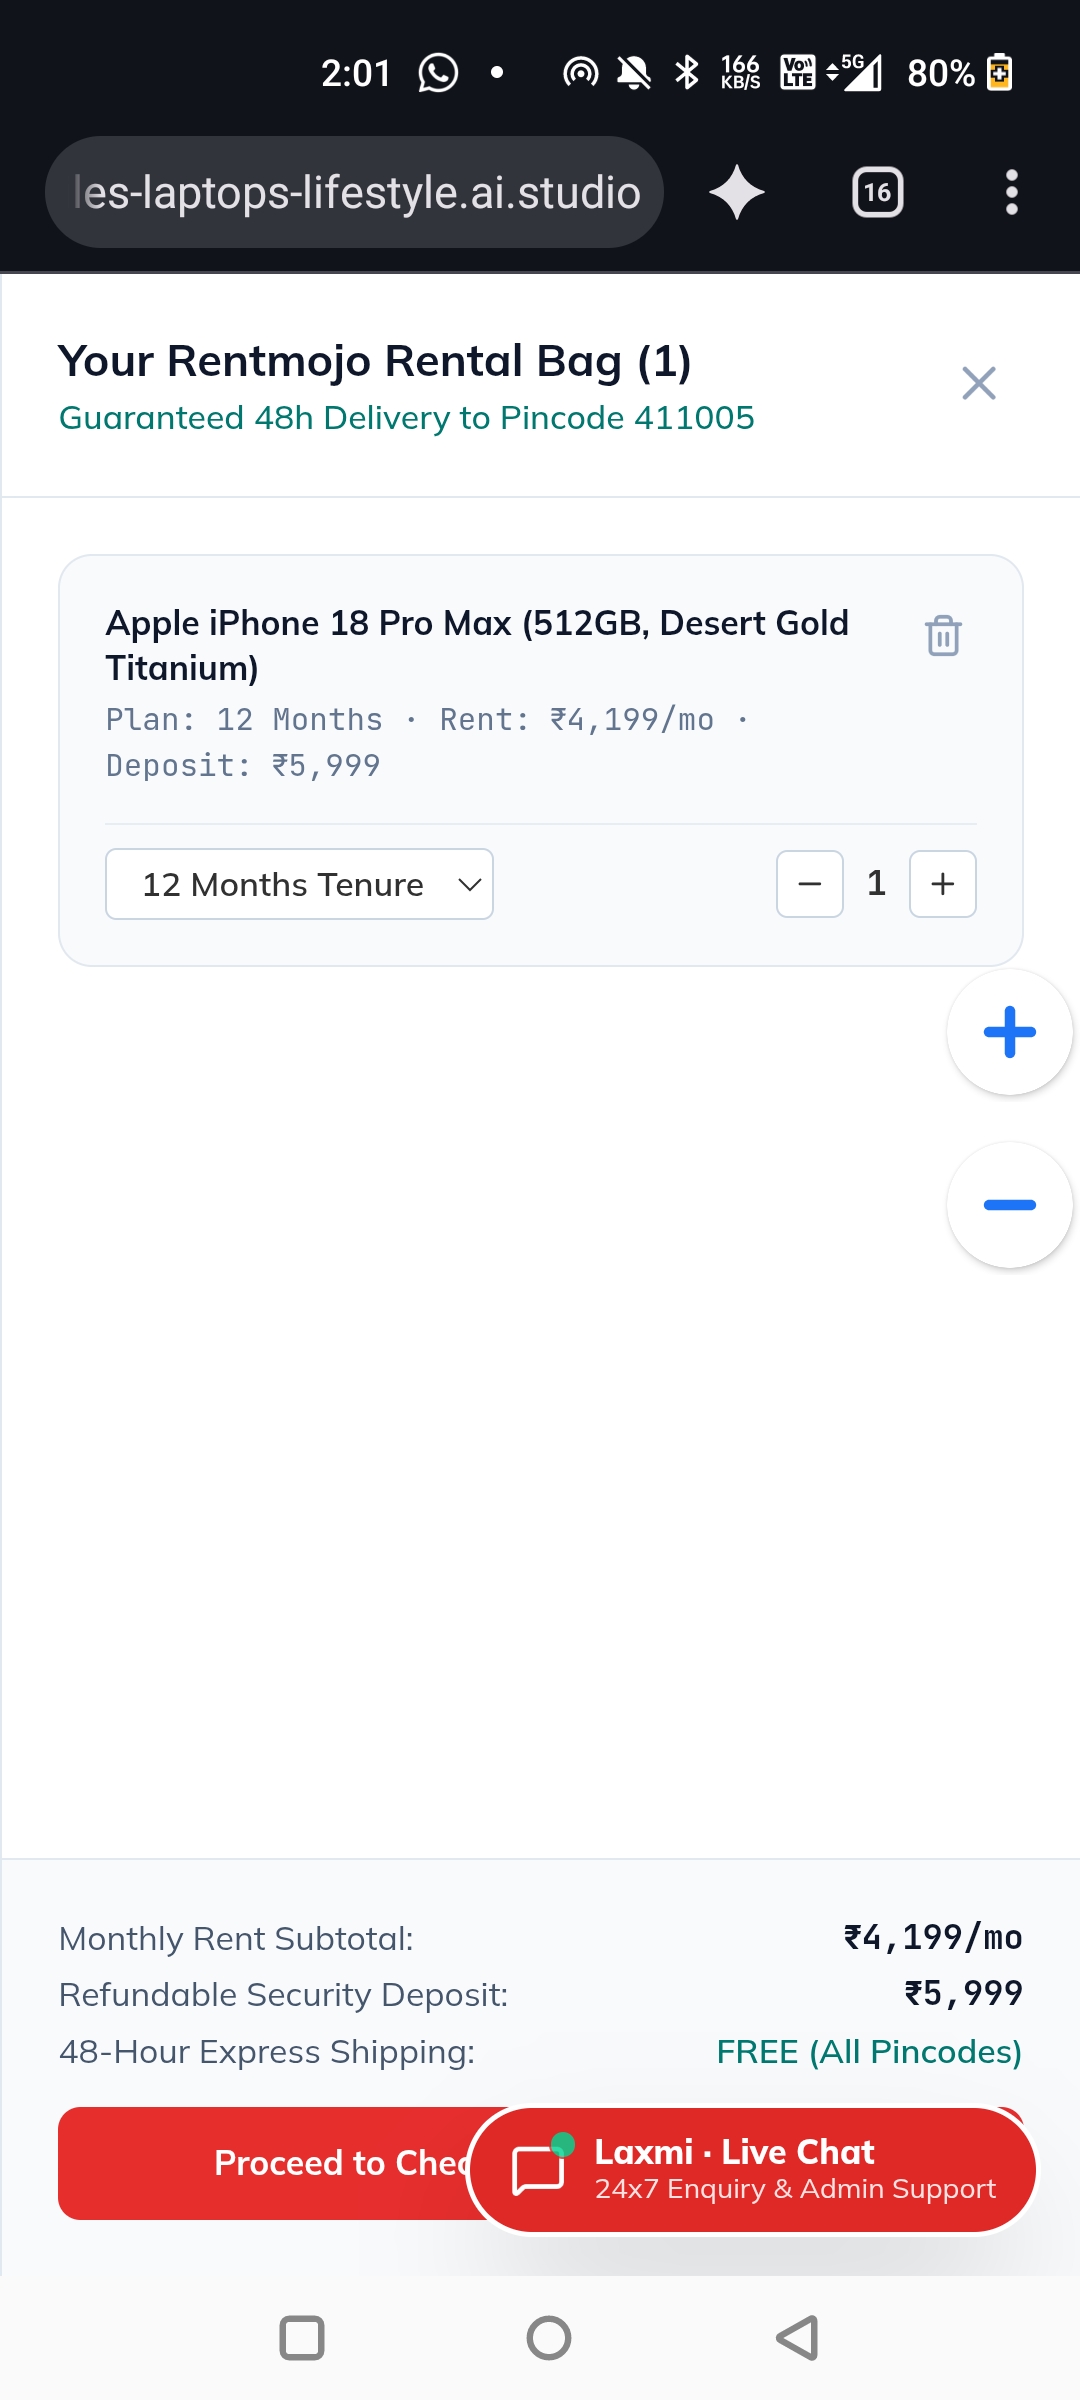 2:01
166
KB/S
Vo
LTE
5G
80%
les-laptops-lifestyle.ai.studio
16
Your Rentmojo Rental Bag (1)
Guaranteed 48h Delivery to Pincode 411005
Apple iPhone 18 Pro Max (512GB, Desert Gold
Titanium)
Plan: 12 Months · Rent: ₹4,199/mo ·
Deposit: ₹5,999
12 Months Tenure
1
Monthly Rent Subtotal: ₹4,199/mo
Refundable Security Deposit: ₹5,999
48-Hour Express Shipping: FREE (All Pincodes)
Proceed to Chec
Laxmi · Live Chat
24x7 Enquiry & Admin Support